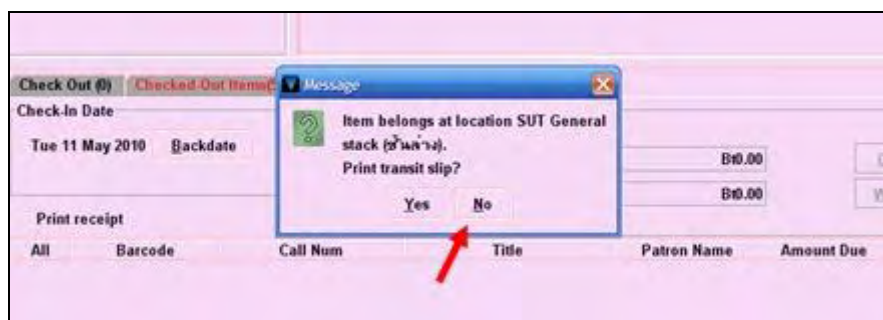 Check Out (0) Checked-Out Items
Message
Check-In Date
Item belongs at location SUT General
stack (ชั้นล่าง).
Print transit slip?
Tue 11 May 2010 Backdate
Bt0.00
Yes No
Bt0.00
Print receipt
All Barcode Call Num Title Patron Name Amount Due